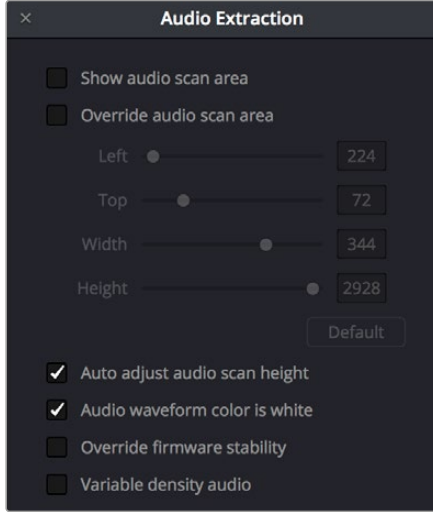 Audio Extraction
Show audio scan area
Override audio scan area
Left 224
Top 72
Width 344
Height 2928
Default
Auto adjust audio scan height
Audio waveform color is white
Override firmware stability
Variable density audio